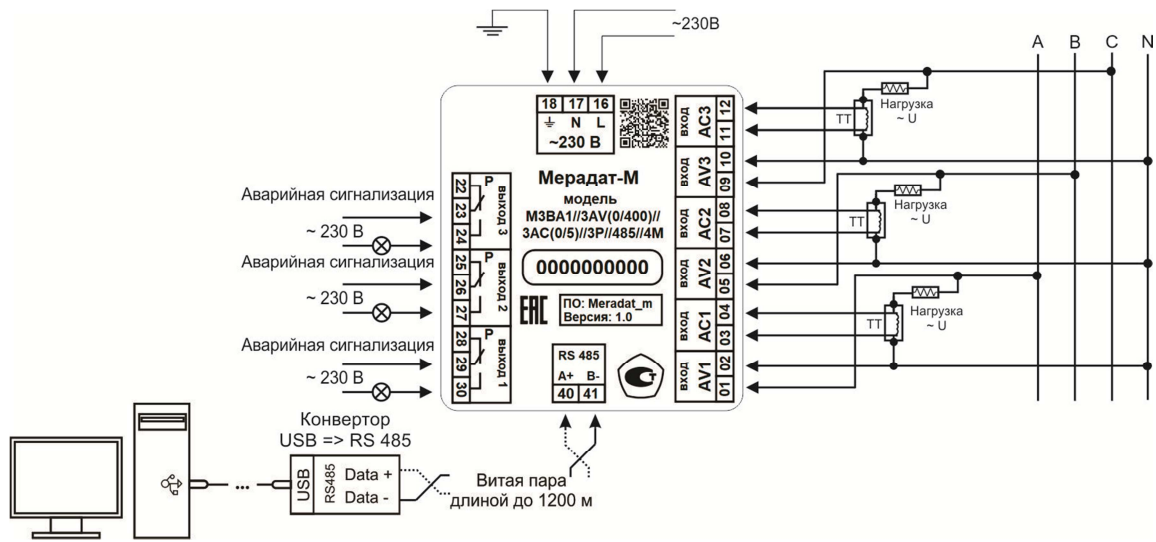 ~230В
A B C N
18 17 16
N L
~230 В
Мерадат-М
модель
М3ВА1//3AV(0/400)//
3AC(0/5)//3Р//485//4М
0000000000
ЕАС
ПО: Meradat_m
Версия: 1.0
RS 485
A+ B-
40 41
22 23 24
Р
выход 3
25 26 27
Р
выход 2
28 29 30
Р
выход 1
вход
AC3
12 11
вход
AV3
10 09
вход
AC2
08 07
вход
AV2
06 05
вход
AC1
04 03
вход
AV1
02 01
Аварийная сигнализация
~ 230 В
Аварийная сигнализация
~ 230 В
Аварийная сигнализация
~ 230 В
ТТ
Нагрузка
~ U
ТТ
Нагрузка
~ U
ТТ
Нагрузка
~ U
Конвертор
USB => RS 485
USB
RS485
Data +
Data -
...
Витая пара
длиной до 1200 м